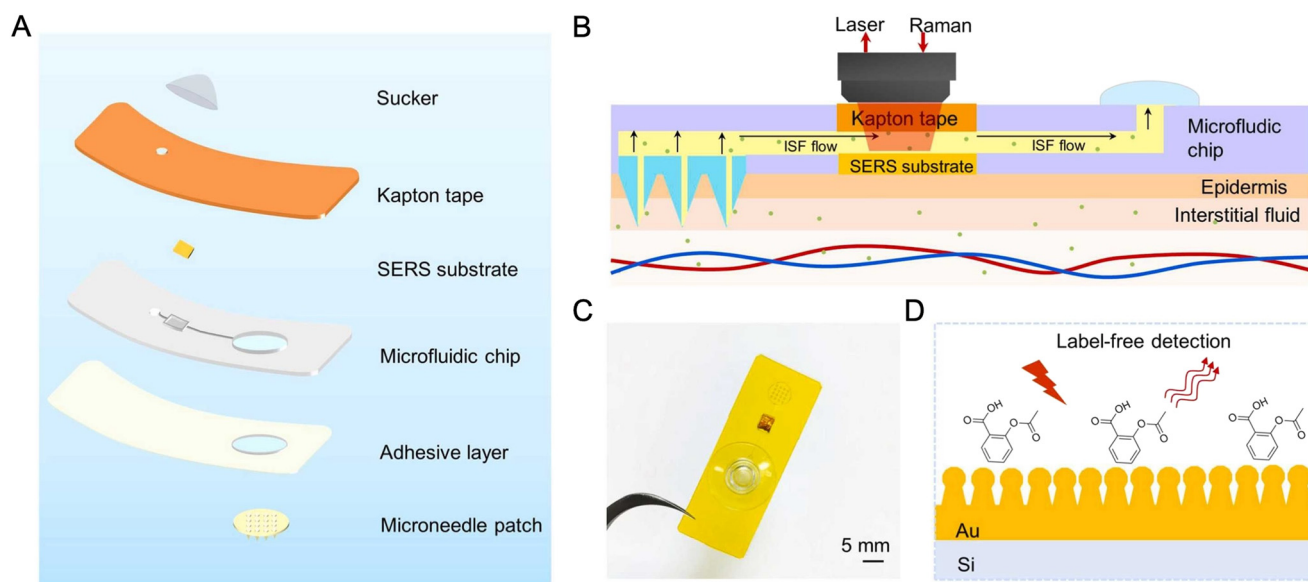 A
Sucker
Kapton tape
SERS substrate
Microfluidic chip
Adhesive layer
Microneedle patch
B
Laser Raman
Kapton tape
ISF flow ISF flow
SERS substrate
Microfludic
chip
Epidermis
Interstitial fluid
C
5 mm
D
Label-free detection
O OH O O
O OH O O
O OH O O
Au
Si